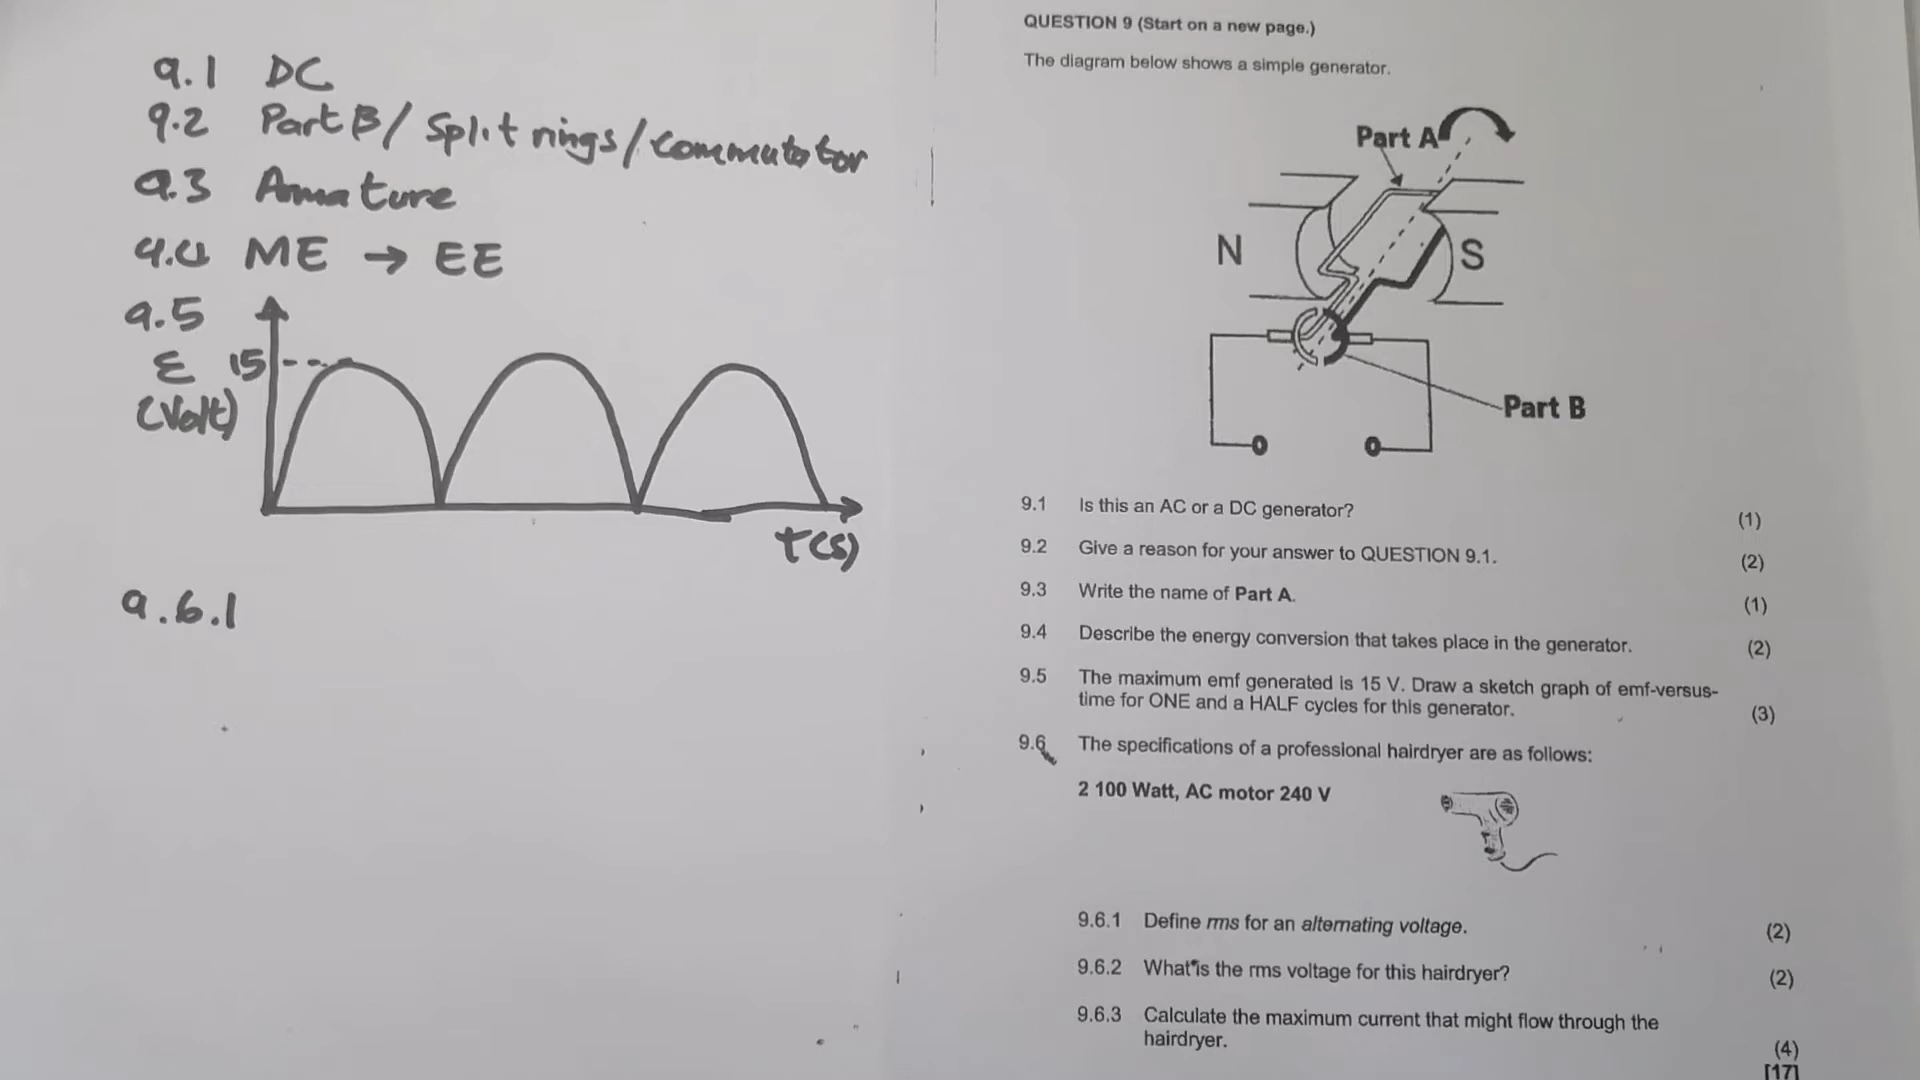 9.1 DC
9.2 Part B/ Split rings/commutator
9.3 Armature
9.4 ME → EE
9.5
ε 15
(Volt)
t(s)
9.6.1
QUESTION 9 (Start on a new page.)
The diagram below shows a simple generator.
Part A
N
S
Part B
9.1 Is this an AC or a DC generator? (1)
9.2 Give a reason for your answer to QUESTION 9.1. (2)
9.3 Write the name of Part A. (1)
9.4 Describe the energy conversion that takes place in the generator. (2)
9.5 The maximum emf generated is 15 V. Draw a sketch graph of emf-versus-
time for ONE and a HALF cycles for this generator. (3)
9.6 The specifications of a professional hairdryer are as follows:
2 100 Watt, AC motor 240 V
9.6.1 Define rms for an alternating voltage. (2)
9.6.2 What is the rms voltage for this hairdryer? (2)
9.6.3 Calculate the maximum current that might flow through the
hairdryer. (4)
[17]